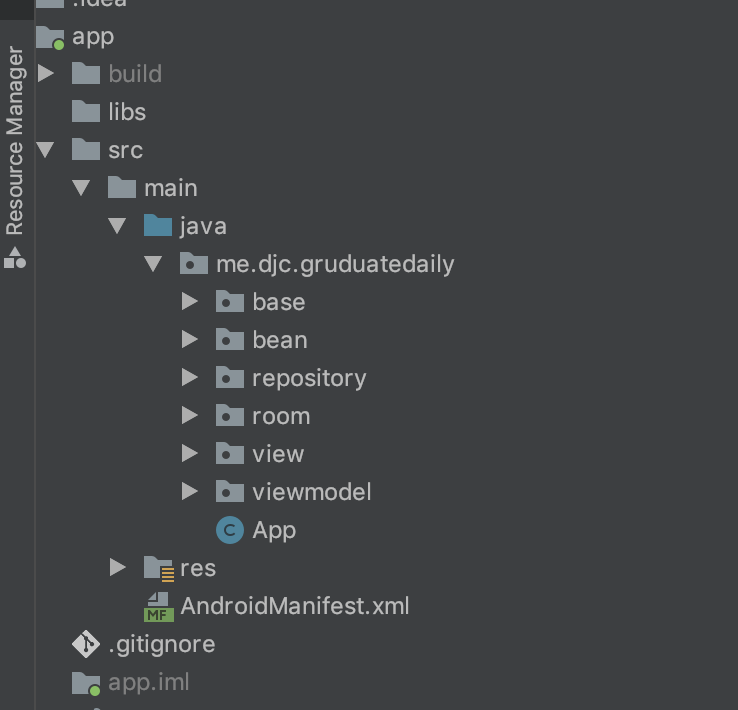 .idea
app
build
libs
src
main
java
me.djc.gruduatedaily
base
bean
repository
room
view
viewmodel
C App
res
MF AndroidManifest.xml
.gitignore
app.iml
Resource Manager